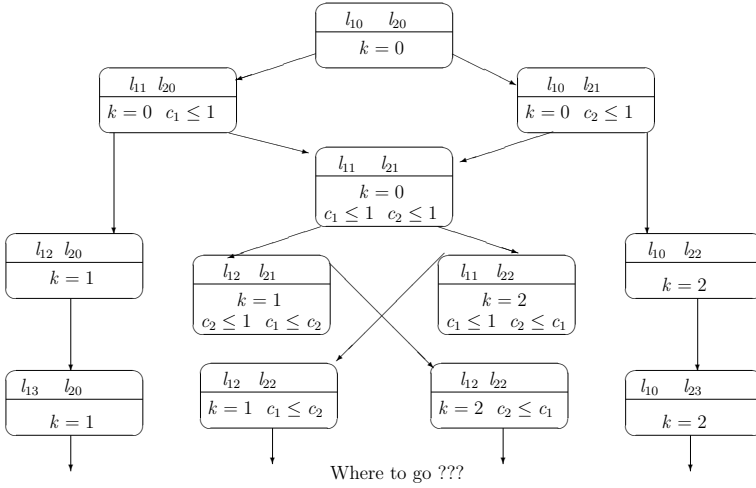 l₁₀ l₂₀
k = 0
l₁₁ l₂₀
k = 0 c₁ ≤ 1
l₁₀ l₂₁
k = 0 c₂ ≤ 1
l₁₁ l₂₁
k = 0
c₁ ≤ 1 c₂ ≤ 1
l₁₂ l₂₀
k = 1
l₁₂ l₂₁
k = 1
c₂ ≤ 1 c₁ ≤ c₂
l₁₁ l₂₂
k = 2
c₁ ≤ 1 c₂ ≤ c₁
l₁₀ l₂₂
k = 2
l₁₃ l₂₀
k = 1
l₁₂ l₂₂
k = 1 c₁ ≤ c₂
l₁₂ l₂₂
k = 2 c₂ ≤ c₁
l₁₀ l₂₃
k = 2
Where to go ???